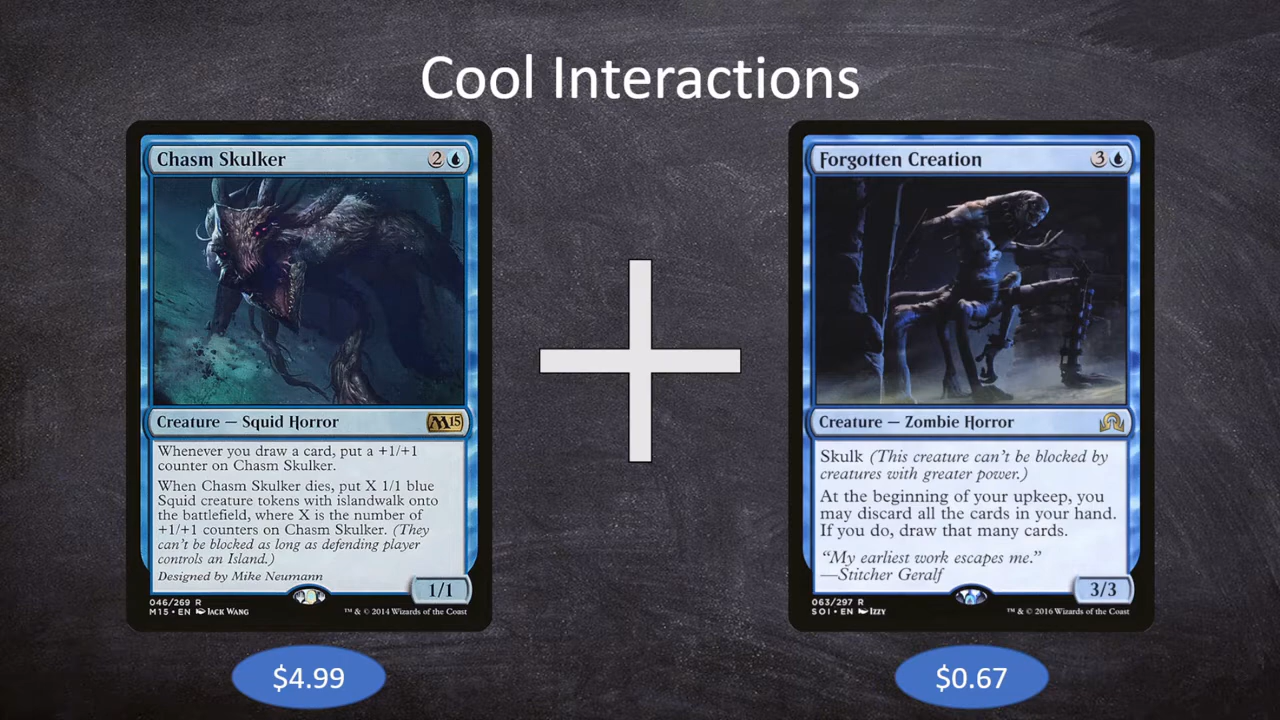 Cool Interactions
Chasm Skulker
2
Creature — Squid Horror
M15
Whenever you draw a card, put a +1/+1
counter on Chasm Skulker.
When Chasm Skulker dies, put X 1/1 blue
Squid creature tokens with islandwalk onto
the battlefield, where X is the number of
+1/+1 counters on Chasm Skulker. (They
can't be blocked as long as defending player
controls an Island.)
Designed by Mike Neumann
1/1
046/269 R
M15 • EN Jack Wang
™ & © 2014 Wizards of the Coast
$4.99
Forgotten Creation
3
Creature — Zombie Horror
Skulk (This creature can't be blocked by
creatures with greater power.)
At the beginning of your upkeep, you
may discard all the cards in your hand.
If you do, draw that many cards.
"My earliest work escapes me."
—Stitcher Geralf
3/3
063/297 R
SOI • EN Izzy
™ & © 2016 Wizards of the Coast
$0.67